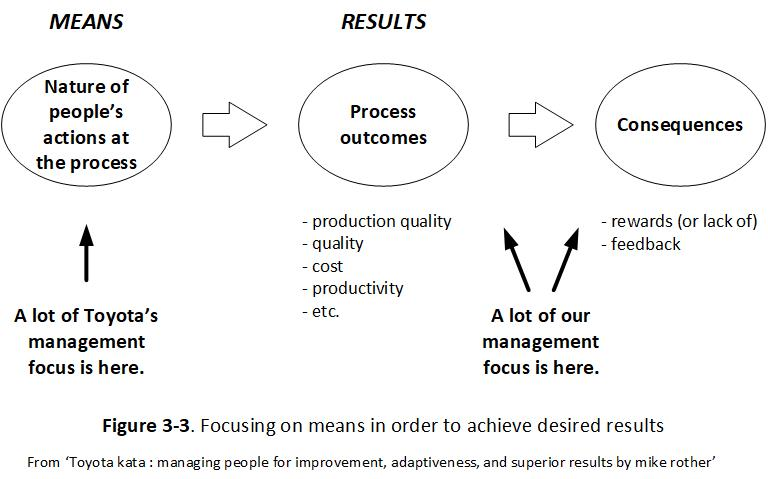 MEANS
RESULTS
Nature of
people's
actions at
the process
Process
outcomes
Consequences
- production quality
- quality
- cost
- productivity
- etc.
- rewards (or lack of)
- feedback
A lot of Toyota's
management
focus is here.
A lot of our
management
focus is here.
Figure 3-3. Focusing on means in order to achieve desired results
From ‘Toyota kata : managing people for improvement, adaptiveness, and superior results by mike rother’